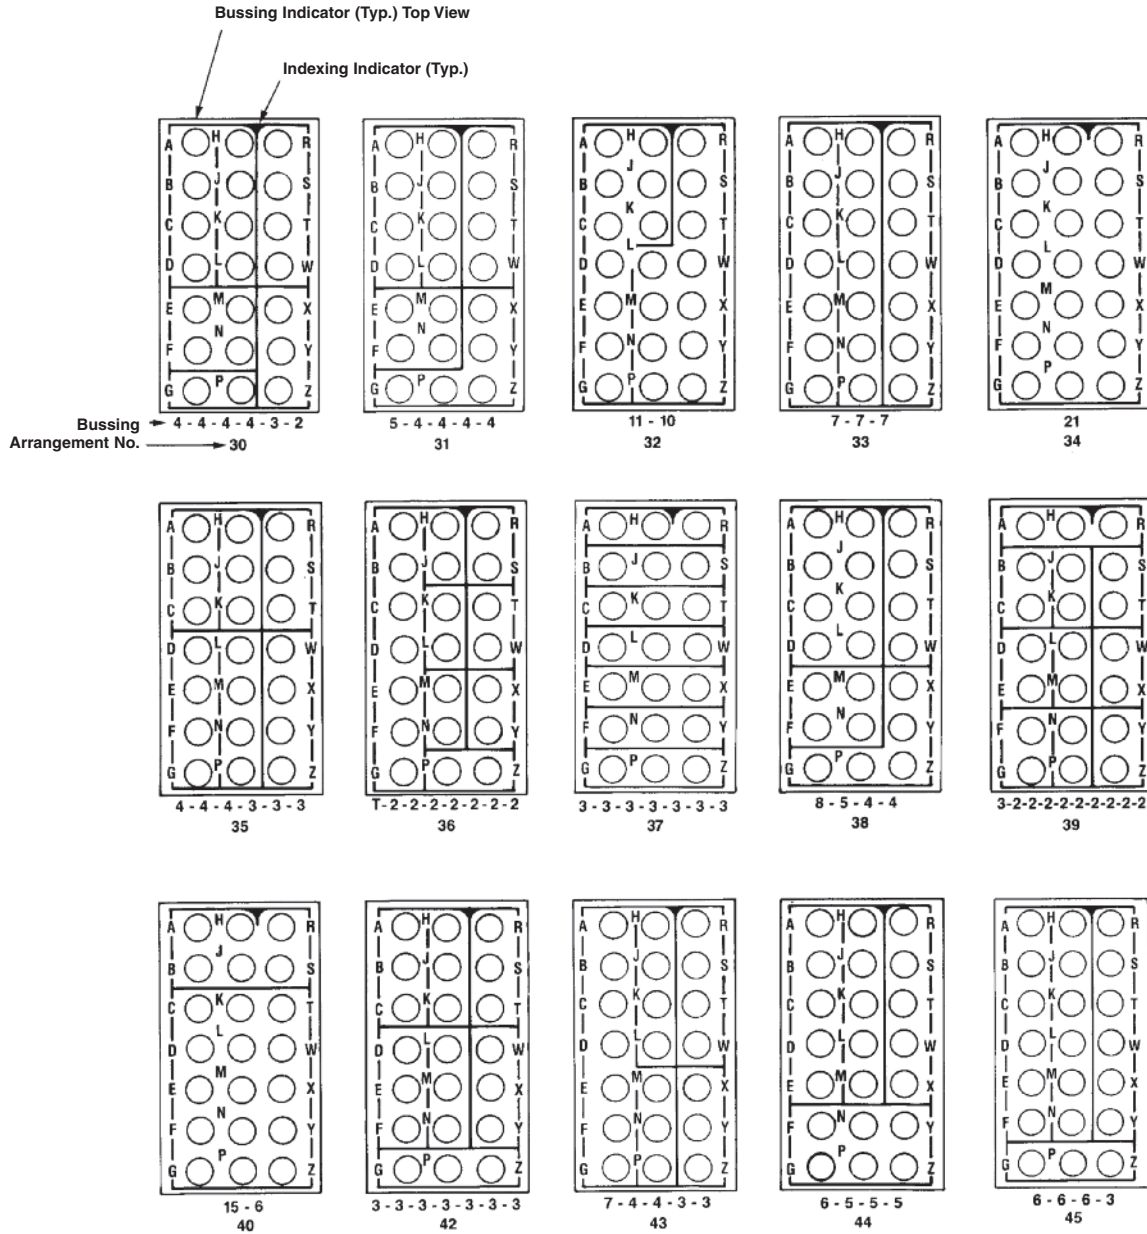 Bussing Indicator (Typ.) Top View
Indexing Indicator (Typ.)
A H R A H R A H R A H R A H R
J J J J J
B S B S B S B S B S
K K K K K
C T C T C T C T C T
L L L L L
D W D W D W D W D W
M M M M M
E X E X E X E X E X
N N N N N
F Y F Y F Y F Y F Y
P P P P P
G Z G Z G Z G Z G Z
Bussing
Arrangement No.
4 - 4 - 4 - 4 - 3 - 2
30
5 - 4 - 4 - 4 - 4
31
11 - 10
32
7 - 7 - 7
33
21
34
A H R A H R A H R A H R A H R
J J J J J
B S B S B S B S B S
K K K K K
C T C T C T C T C T
L L L L L
D W D W D W D W D W
M M M M M
E X E X E X E X E X
N N N N N
F Y F Y F Y F Y F Y
P P P P P
G Z G Z G Z G Z G Z
4 - 4 - 4 - 3 - 3 - 3
35
T-2-2-2-2-2-2-2
36
3 - 3 - 3 - 3 - 3 - 3 - 3
37
8 - 5 - 4 - 4
38
3-2-2-2-2-2-2-2-2-2
39
A H R A H R A H R A H R A H R
J J J J J
B S B S B S B S B S
K K K K K
C T C T C T C T C T
L L L L L
D W D W D W D W D W
M M M M M
E X E X E X E X E X
N N N N N
F Y F Y F Y F Y F Y
P P P P P
G Z G Z G Z G Z G Z
15 - 6
40
3 - 3 - 3 - 3 - 3 - 3 - 3
42
7 - 4 - 4 - 3 - 3
43
6 - 5 - 5 - 5
44
6 - 6 - 6 - 3
45